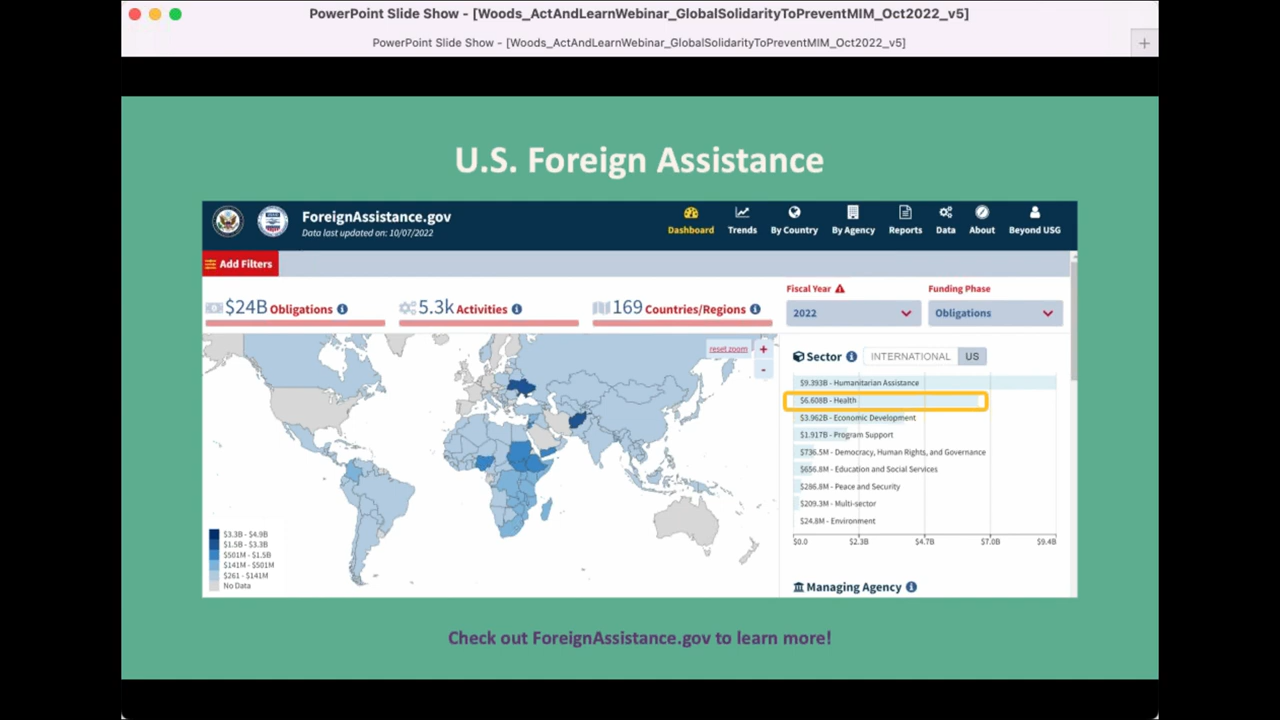 PowerPoint Slide Show - [Woods_ActAndLearnWebinar_GlobalSolidarityToPreventMIM_Oct2022_v5]
PowerPoint Slide Show - [Woods_ActAndLearnWebinar_GlobalSolidarityToPreventMIM_Oct2022_v5]
U.S. Foreign Assistance
ForeignAssistance.gov
Data last updated on: 10/07/2022
Dashboard Trends By Country By Agency Reports Data About Beyond USG
Add Filters
$24B Obligations
5.3k Activities
169 Countries/Regions
Fiscal Year
2022
Funding Phase
Obligations
reset zoom
+
-
Sector
INTERNATIONAL US
$9.393B - Humanitarian Assistance
$6.608B - Health
$3.962B - Economic Development
$1.917B - Program Support
$736.5M - Democracy, Human Rights, and Governance
$656.8M - Education and Social Services
$286.8M - Peace and Security
$209.3M - Multi-sector
$24.8M - Environment
$0.0 $2.3B $4.7B $7.0B $9.4B
$3.3B - $4.9B
$1.5B - $3.3B
$501M - $1.5B
$141M - $501M
$261 - $141M
No Data
Managing Agency
Check out ForeignAssistance.gov to learn more!